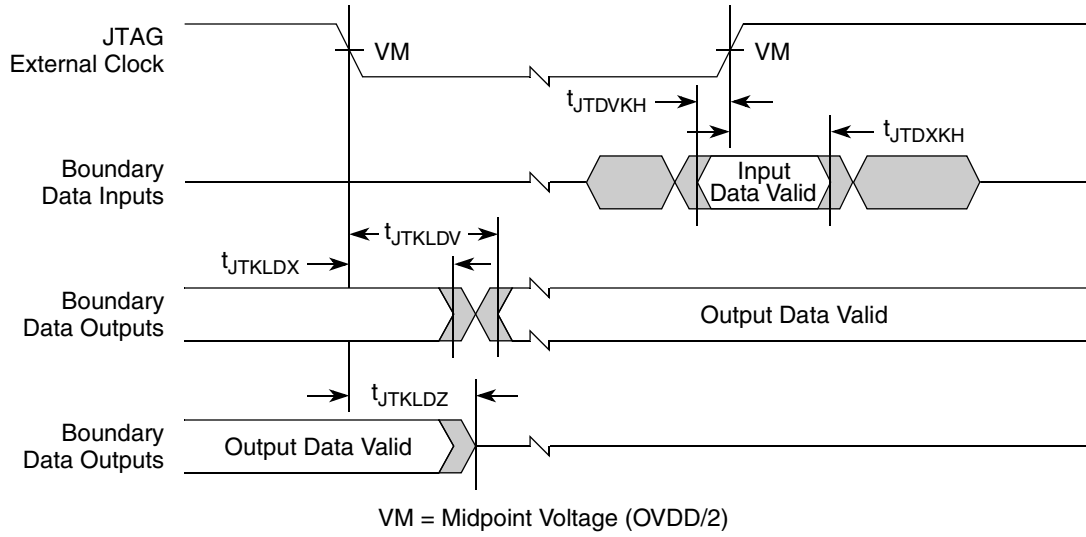 JTAG
External Clock
VM
VM
tJTDVKH
tJTDXKH
Boundary
Data Inputs
Input
Data Valid
tJTKLDV
tJTKLDX
Boundary
Data Outputs
Output Data Valid
tJTKLDZ
Boundary
Data Outputs
Output Data Valid
VM = Midpoint Voltage (OVDD/2)